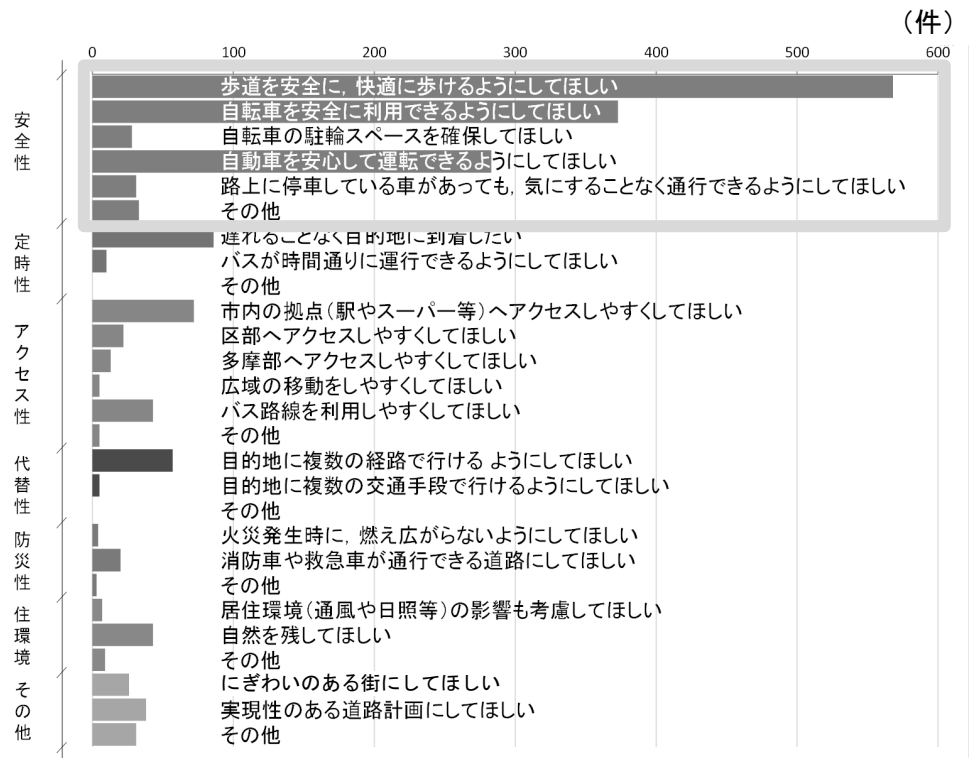 （件）
0 100 200 300 400 500 600
安全性
歩道を安全に，快適に歩けるようにしてほしい
自転車を安全に利用できるようにしてほしい
自転車の駐輪スペースを確保してほしい
自動車を安心して運転できるようにしてほしい
路上に停車している車があっても，気にすることなく通行できるようにしてほしい
その他
定時性
遅れることなく目的地に到着したい
バスが時間通りに運行できるようにしてほしい
その他
アクセス性
市内の拠点（駅やスーパー等）へアクセスしやすくしてほしい
区部へアクセスしやすくしてほしい
多摩部へアクセスしやすくしてほしい
広域の移動をしやすくしてほしい
バス路線を利用しやすくしてほしい
その他
代替性
目的地に複数の経路で行ける ようにしてほしい
目的地に複数の交通手段で行けるようにしてほしい
その他
防災性
火災発生時に，燃え広がらないようにしてほしい
消防車や救急車が通行できる道路にしてほしい
その他
住環境
居住環境（通風や日照等）の影響も考慮してほしい
自然を残してほしい
その他
その他
にぎわいのある街にしてほしい
実現性のある道路計画にしてほしい
その他